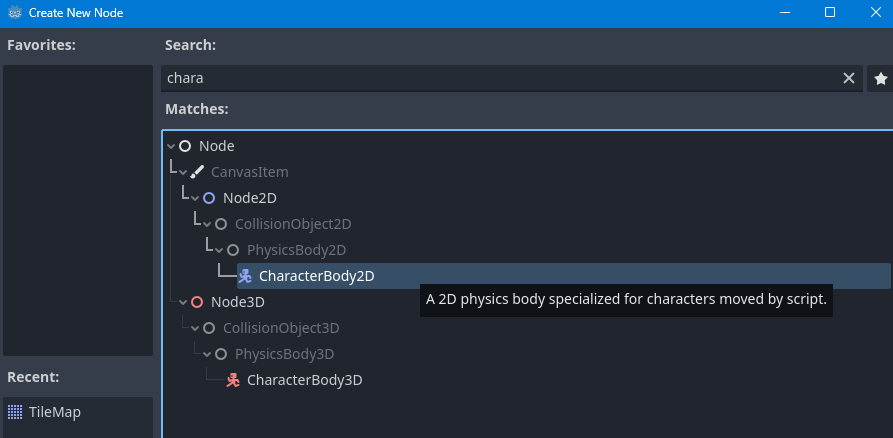 Create New Node
Favorites:
Search:
chara
Matches:
Node
CanvasItem
Node2D
CollisionObject2D
PhysicsBody2D
CharacterBody2D
A 2D physics body specialized for characters moved by script.
Node3D
CollisionObject3D
PhysicsBody3D
CharacterBody3D
Recent:
TileMap